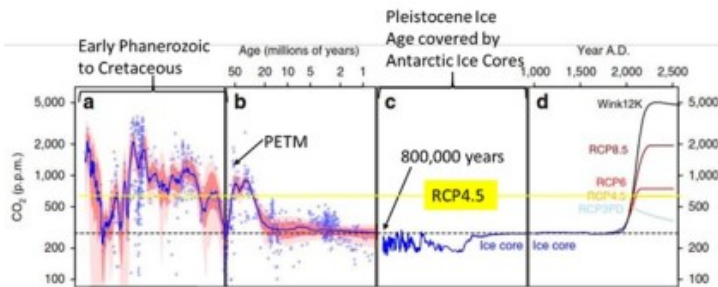 Early Phanerozoic
to Cretaceous
Age (millions of years)
50 20 10 5 2 1
Pleistocene Ice
Age covered by
Antarctic Ice Cores
Year A.D.
1,000 1,500 2,000 2,500
CO2 (p.p.m.)
5,000
2,000
1,000
500
200
100
a
b
PETM
c
800,000 years
RCP4.5
Ice core
d
Ice core
Wink12K
RCP8.5
RCP6
RCP4.5
RCP3PD
5,000
2,000
1,000
500
200
100